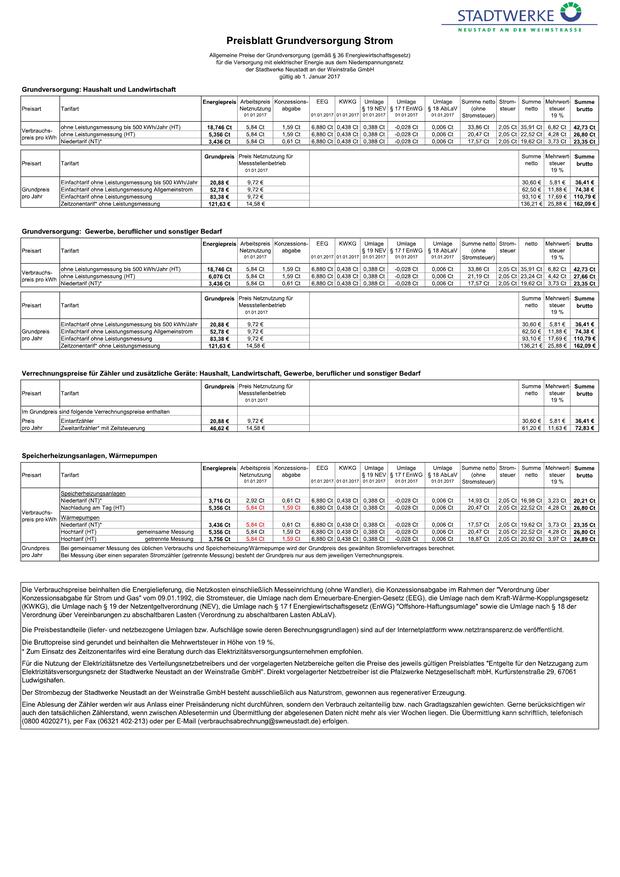 STADTWERKE
NEUSTADT AN DER WEINSTRASSE
Preisblatt Grundversorgung Strom
Allgemeine Preise der Grundversorgung (gemäß § 36 Energiewirtschaftsgesetz)
für die Versorgung mit elektrischer Energie aus dem Niederspannungsnetz
der Stadtwerke Neustadt an der Weinstraße GmbH
gültig ab 1. Januar 2017
Grundversorgung: Haushalt und Landwirtschaft
Preisart Tarifart Energiepreis Arbeitspreis Netznutzung 01.01.2017 Konzessions-abgabe EEG 01.01.2017 KWKG 01.01.2017 Umlage § 19 NEV 01.01.2017 Umlage § 17 f EnWG 01.01.2017 Umlage § 18 AbLaV 01.01.2017 Summe netto (ohne Stromsteuer) Strom-steuer Summe netto Mehrwert-steuer 19 % Summe brutto
Verbrauchs-preis pro kWh
ohne Leistungsmessung bis 500 kWh/Jahr (HT) 18,746 Ct 5,84 Ct 1,59 Ct 6,880 Ct 0,438 Ct 0,388 Ct -0,028 Ct 0,006 Ct 33,86 Ct 2,05 Ct 35,91 Ct 6,82 Ct 42,73 Ct
ohne Leistungsmessung (HT) 5,356 Ct 5,84 Ct 1,59 Ct 6,880 Ct 0,438 Ct 0,388 Ct -0,028 Ct 0,006 Ct 20,47 Ct 2,05 Ct 22,52 Ct 4,28 Ct 26,80 Ct
Niedertarif (NT)* 3,436 Ct 5,84 Ct 0,61 Ct 6,880 Ct 0,438 Ct 0,388 Ct -0,028 Ct 0,006 Ct 17,57 Ct 2,05 Ct 19,62 Ct 3,73 Ct 23,35 Ct
Preisart Tarifart Grundpreis Preis Netznutzung für Messstellenbetrieb 01.01.2017 Summe netto Mehrwert-steuer 19 % Summe brutto
Grundpreis pro Jahr
Einfachtarif ohne Leistungsmessung bis 500 kWh/Jahr 20,88 € 9,72 € 30,60 € 5,81 € 36,41 €
Einfachtarif ohne Leistungsmessung Allgemeinstrom 52,78 € 9,72 € 62,50 € 11,88 € 74,38 €
Einfachtarif ohne Leistungsmessung 83,38 € 9,72 € 93,10 € 17,69 € 110,79 €
Zeitzonentarif* ohne Leistungsmessung 121,63 € 14,58 € 136,21 € 25,88 € 162,09 €
Grundversorgung: Gewerbe, beruflicher und sonstiger Bedarf
Preisart Tarifart Energiepreis Arbeitspreis Netznutzung 01.01.2017 Konzessions-abgabe EEG 01.01.2017 KWKG 01.01.2017 Umlage § 19 NEV 01.01.2017 Umlage § 17 f EnWG 01.01.2017 Umlage § 18 AbLaV 01.01.2017 Summe netto (ohne Stromsteuer) Strom-steuer netto Mehrwert-steuer 19 % brutto
Verbrauchs-preis pro kWh
ohne Leistungsmessung bis 500 kWh/Jahr (HT) 18,746 Ct 5,84 Ct 1,59 Ct 6,880 Ct 0,438 Ct 0,388 Ct -0,028 Ct 0,006 Ct 33,86 Ct 2,05 Ct 35,91 Ct 6,82 Ct 42,73 Ct
ohne Leistungsmessung (HT) 6,076 Ct 5,84 Ct 1,59 Ct 6,880 Ct 0,438 Ct 0,388 Ct -0,028 Ct 0,006 Ct 21,19 Ct 2,05 Ct 23,24 Ct 4,42 Ct 27,66 Ct
Niedertarif (NT)* 3,436 Ct 5,84 Ct 0,61 Ct 6,880 Ct 0,438 Ct 0,388 Ct -0,028 Ct 0,006 Ct 17,57 Ct 2,05 Ct 19,62 Ct 3,73 Ct 23,35 Ct
Preisart Tarifart Grundpreis Preis Netznutzung für Messstellenbetrieb 01.01.2017 Summe netto Mehrwert-steuer 19 % Summe brutto
Grundpreis pro Jahr
Einfachtarif ohne Leistungsmessung bis 500 kWh/Jahr 20,88 € 9,72 € 30,60 € 5,81 € 36,41 €
Einfachtarif ohne Leistungsmessung Allgemeinstrom 52,78 € 9,72 € 62,50 € 11,88 € 74,38 €
Einfachtarif ohne Leistungsmessung 83,38 € 9,72 € 93,10 € 17,69 € 110,79 €
Zeitzonentarif* ohne Leistungsmessung 121,63 € 14,58 € 136,21 € 25,88 € 162,09 €
Verrechnungspreise für Zähler und zusätzliche Geräte: Haushalt, Landwirtschaft, Gewerbe, beruflicher und sonstiger Bedarf
Preisart Tarifart Grundpreis Preis Netznutzung für Messstellenbetrieb 01.01.2017 Summe netto Mehrwert-steuer 19 % Summe brutto
Im Grundpreis sind folgende Verrechnungspreise enthalten
Preis pro Jahr
Eintarifzähler 20,88 € 9,72 € 30,60 € 5,81 € 36,41 €
Zweitarifzähler* mit Zeitsteuerung 46,62 € 14,58 € 61,20 € 11,63 € 72,83 €
Speicherheizungsanlagen, Wärmepumpen
Preisart Tarifart Energiepreis Arbeitspreis Netznutzung 01.01.2017 Konzessions-abgabe EEG 01.01.2017 KWKG 01.01.2017 Umlage § 19 NEV 01.01.2017 Umlage § 17 f EnWG 01.01.2017 Umlage § 18 AbLaV 01.01.2017 Summe netto (ohne Stromsteuer) Strom-steuer Summe netto Mehrwert-steuer 19 % Summe brutto
Verbrauchs-preis pro kWh
Speicherheizungsanlagen
Niedertarif (NT)* 3,716 Ct 2,92 Ct 0,61 Ct 6,880 Ct 0,438 Ct 0,388 Ct -0,028 Ct 0,006 Ct 14,93 Ct 2,05 Ct 16,98 Ct 3,23 Ct 20,21 Ct
Nachladung am Tag (HT) 5,356 Ct 5,84 Ct 1,59 Ct 6,880 Ct 0,438 Ct 0,388 Ct -0,028 Ct 0,006 Ct 20,47 Ct 2,05 Ct 22,52 Ct 4,28 Ct 26,80 Ct
Wärmepumpen
Niedertarif (NT)* 3,436 Ct 5,84 Ct 0,61 Ct 6,880 Ct 0,438 Ct 0,388 Ct -0,028 Ct 0,006 Ct 17,57 Ct 2,05 Ct 19,62 Ct 3,73 Ct 23,35 Ct
Hochtarif (HT) gemeinsame Messung 5,356 Ct 5,84 Ct 1,59 Ct 6,880 Ct 0,438 Ct 0,388 Ct -0,028 Ct 0,006 Ct 20,47 Ct 2,05 Ct 22,52 Ct 4,28 Ct 26,80 Ct
Hochtarif (HT) getrennte Messung 3,756 Ct 5,84 Ct 1,59 Ct 6,880 Ct 0,438 Ct 0,388 Ct -0,028 Ct 0,006 Ct 18,87 Ct 2,05 Ct 20,92 Ct 3,97 Ct 24,89 Ct
Grundpreis Bei gemeinsamer Messung des üblichen Verbrauchs und Speicherheizung/Wärmepumpe wird der Grundpreis des gewählten Stromliefervertrages berechnet.
pro Jahr Bei Messung über einen separaten Stromzähler (getrennte Messung) besteht der Grundpreis nur aus dem jeweiligen Verrechnungspreis.
Die Verbrauchspreise beinhalten die Energielieferung, die Netzkosten einschließlich Messeinrichtung (ohne Wandler), die Konzessionsabgabe im Rahmen der "Verordnung über
Konzessionsabgabe für Strom und Gas" vom 09.01.1992, die Stromsteuer, die Umlage nach dem Erneuerbare-Energien-Gesetz (EEG), die Umlage nach dem Kraft-Wärme-Kopplungsgesetz
(KWKG), die Umlage nach § 19 der Netzentgeltverordnung (NEV), die Umlage nach § 17 f Energiewirtschaftsgesetz (EnWG) "Offshore-Haftungsumlage" sowie die Umlage nach § 18 der
Verordnung über Vereinbarungen zu abschaltbaren Lasten (Verordnung zu abschaltbaren Lasten AbLaV).
Die Preisbestandteile (liefer- und netzbezogene Umlagen bzw. Aufschläge sowie deren Berechnungsgrundlagen) sind auf der Internetplattform www.netztransparenz.de veröffentlicht.
Die Bruttopreise sind gerundet und beinhalten die Mehrwertsteuer in Höhe von 19 %.
* Zum Einsatz des Zeitzonentarifes wird eine Beratung durch das Elektrizitätsversorgungsunternehmen empfohlen.
Für die Nutzung der Elektrizitätsnetze des Verteilungsnetzbetreibers und der vorgelagerten Netzbereiche gelten die Preise des jeweils gültigen Preisblattes "Entgelte für den Netzzugang zum
Elektrizitätsversorgungsnetz der Stadtwerke Neustadt an der Weinstraße GmbH". Direkt vorgelagerter Netzbetreiber ist die Pfalzwerke Netzgesellschaft mbH, Kurfürstenstraße 29, 67061
Ludwigshafen.
Der Strombezug der Stadtwerke Neustadt an der Weinstraße GmbH besteht ausschließlich aus Naturstrom, gewonnen aus regenerativer Erzeugung.
Eine Ablesung der Zähler werden wir aus Anlass einer Preisänderung nicht durchführen, sondern den Verbrauch zeitanteilig bzw. nach Gradtagszahlen gewichten. Gerne berücksichtigen wir
auch den tatsächlichen Zählerstand, wenn zwischen Ablesetermin und Übermittlung der abgelesenen Daten nicht mehr als vier Wochen liegen. Die Übermittlung kann schriftlich, telefonisch
(0800 4020271), per Fax (06321 402-213) oder per E-Mail (verbrauchsabrechnung@swneustadt.de) erfolgen.